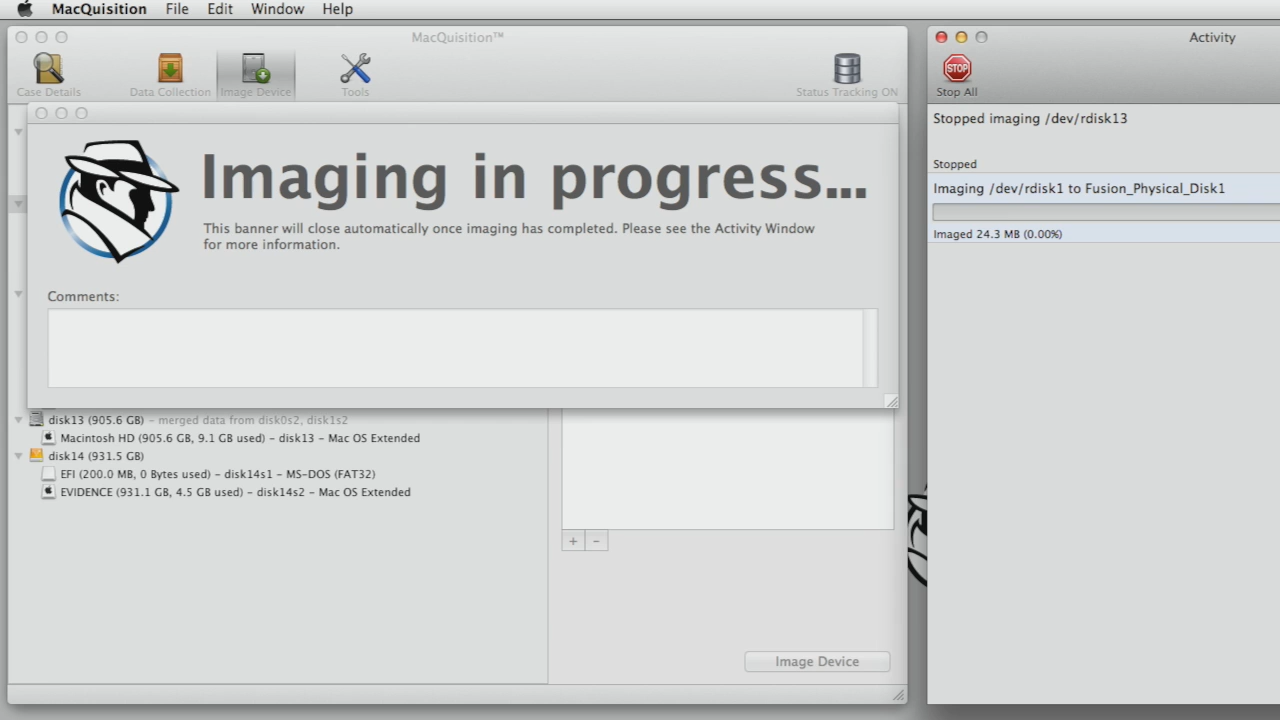 MacQuisition File Edit Window Help
MacQuisition™
Case Details
Data Collection
Image Device
Tools
Status Tracking ON
Imaging in progress...
This banner will close automatically once imaging has completed. Please see the Activity Window
for more information.
Comments:
disk13 (905.6 GB) – merged data from disk0s2, disk1s2
Macintosh HD (905.6 GB, 9.1 GB used) – disk13 – Mac OS Extended
disk14 (931.5 GB)
EFI (200.0 MB, 0 Bytes used) – disk14s1 – MS-DOS (FAT32)
EVIDENCE (931.1 GB, 4.5 GB used) – disk14s2 – Mac OS Extended
+ -
Image Device
Activity
STOP
Stop All
Stopped imaging /dev/rdisk13
Stopped
Imaging /dev/rdisk1 to Fusion_Physical_Disk1
Imaged 24.3 MB (0.00%)